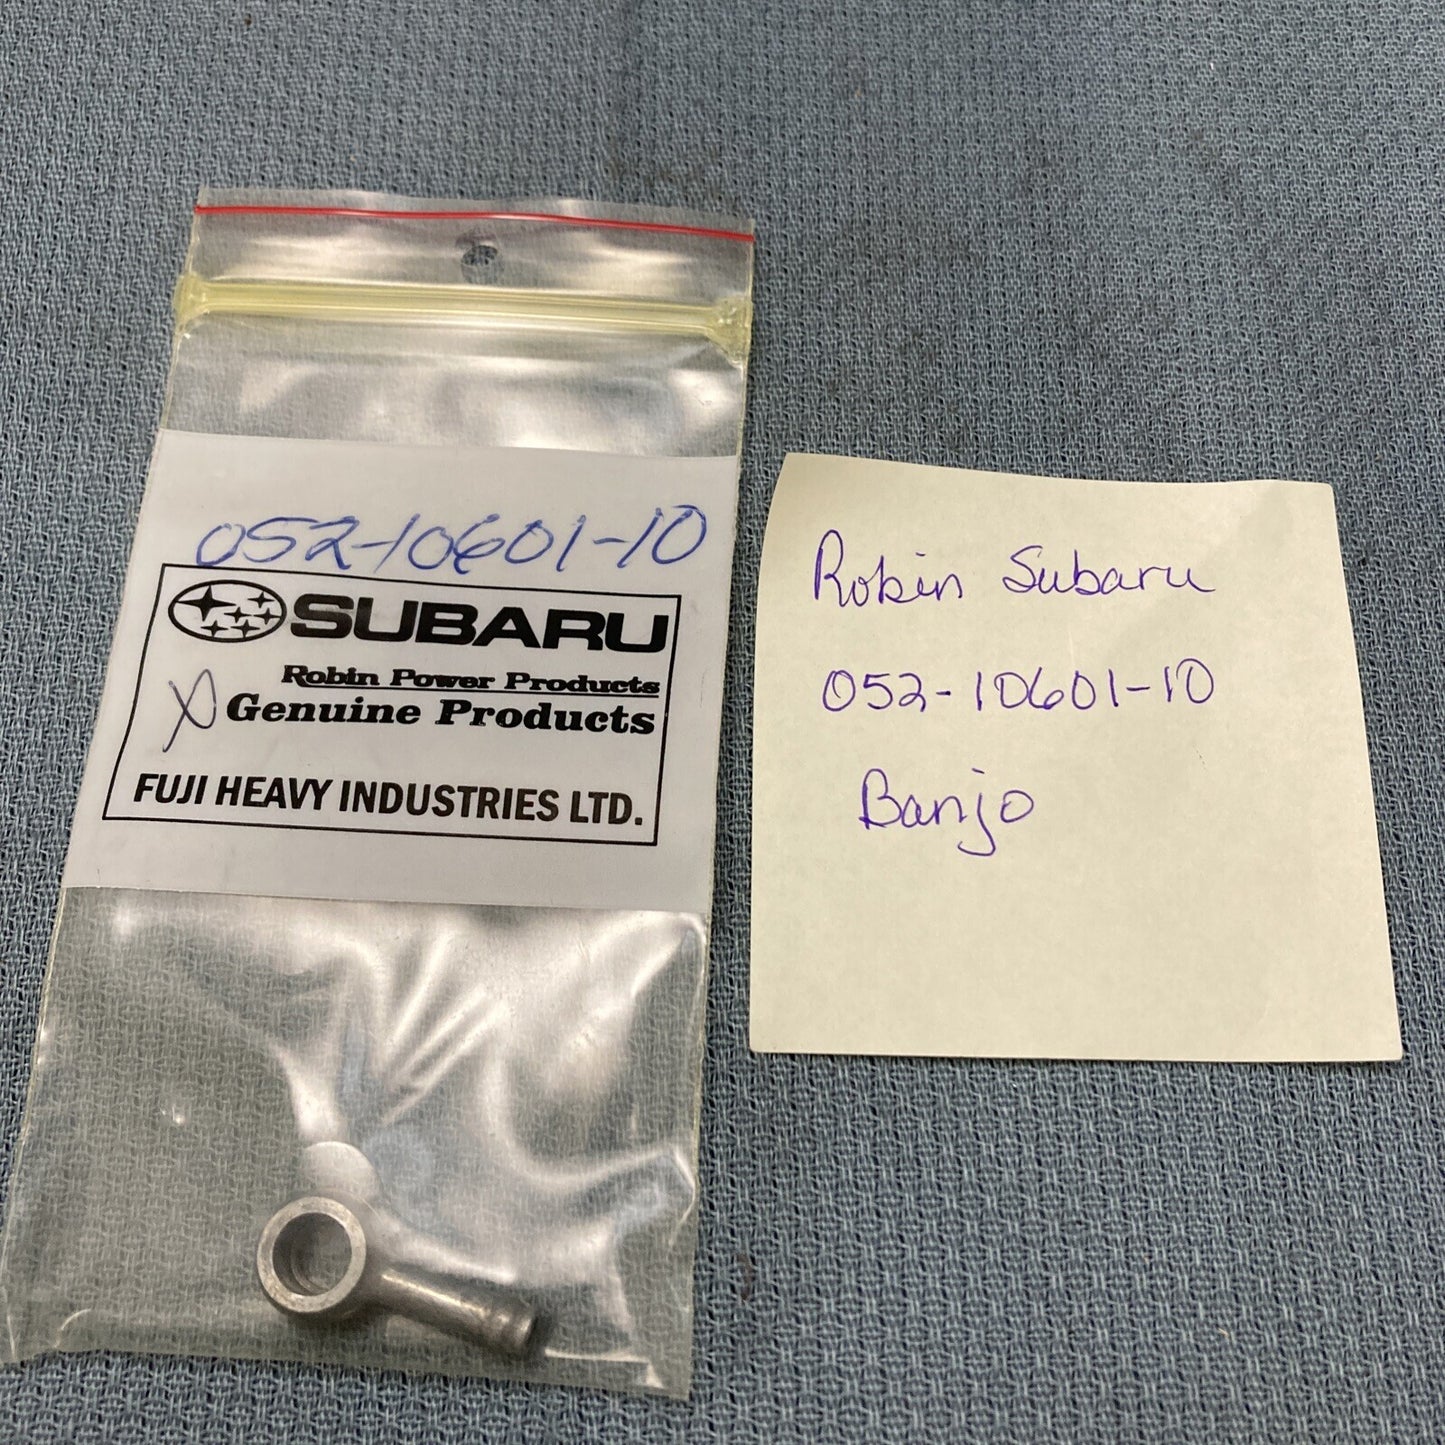 052-10601-10
SUBARU
Robin Power Products
Genuine Products
FUJI HEAVY INDUSTRIES LTD.
Robin Subaru
052-10601-10
Banjo